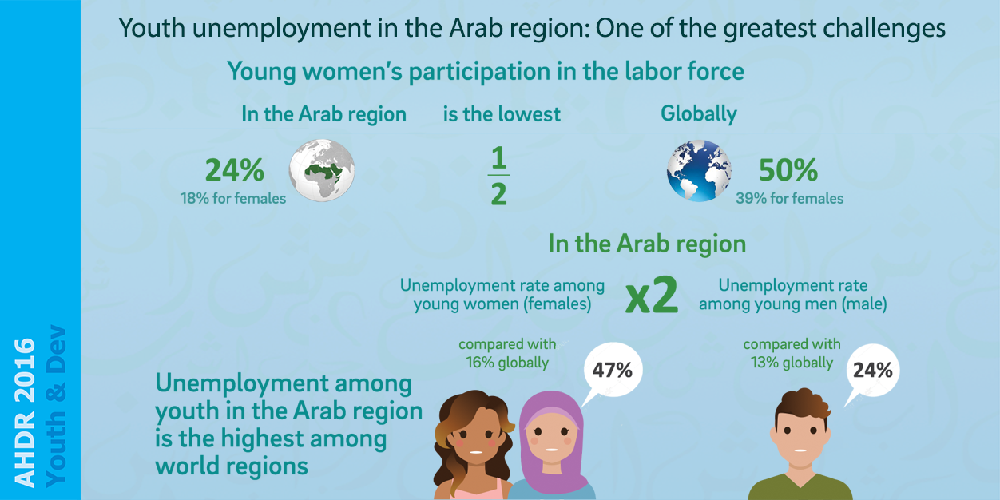 Youth unemployment in the Arab region: One of the greatest challenges
Young women's participation in the labor force
In the Arab region
is the lowest
Globally
24%
18% for females
1
2
50%
39% for females
In the Arab region
Unemployment rate among
young women (females)
x2
Unemployment rate
among young men (male)
compared with
16% globally
47%
compared with
13% globally
24%
Unemployment among
youth in the Arab region
is the highest among
world regions
AHDR 2016
Youth & Dev